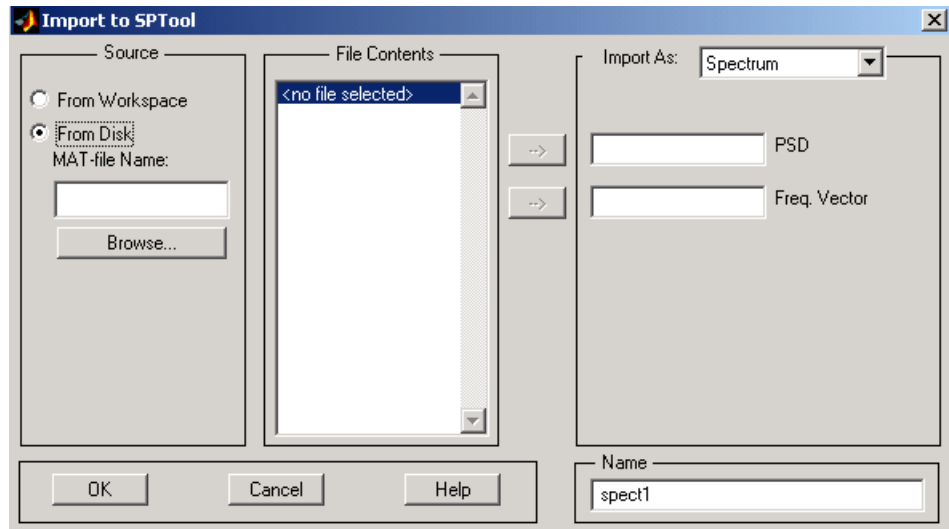 Import to SPTool
Source
From Workspace
From Disk
MAT-file Name:
Browse...
File Contents
<no file selected>
-->
-->
Import As:
Spectrum
PSD
Freq. Vector
OK
Cancel
Help
Name
spect1